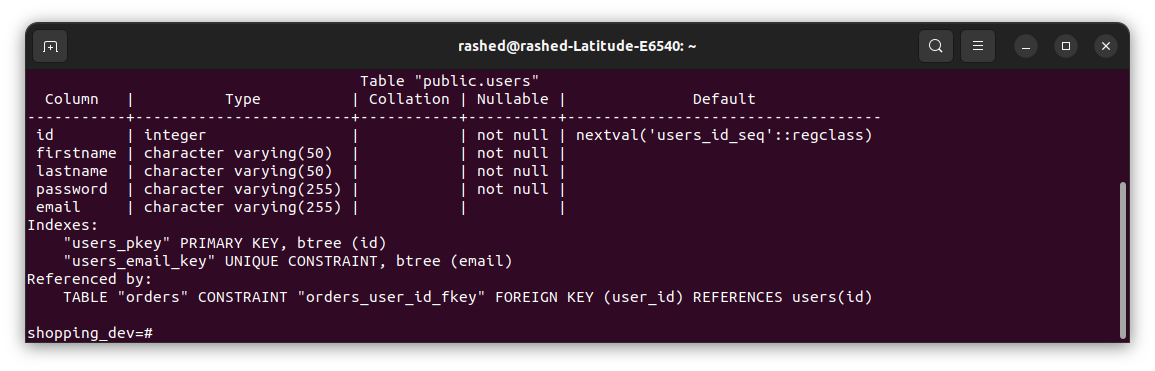 rashed@rashed-Latitude-E6540: ~
Table "public.users"
Column | Type | Collation | Nullable | Default
-----------+------------------------+-----------+----------+-----------------------------------
id | integer | | not null | nextval('users_id_seq'::regclass)
firstname | character varying(50) | | not null |
lastname | character varying(50) | | not null |
password | character varying(255) | | not null |
email | character varying(255) | | |
Indexes:
"users_pkey" PRIMARY KEY, btree (id)
"users_email_key" UNIQUE CONSTRAINT, btree (email)
Referenced by:
TABLE "orders" CONSTRAINT "orders_user_id_fkey" FOREIGN KEY (user_id) REFERENCES users(id)
shopping_dev=#